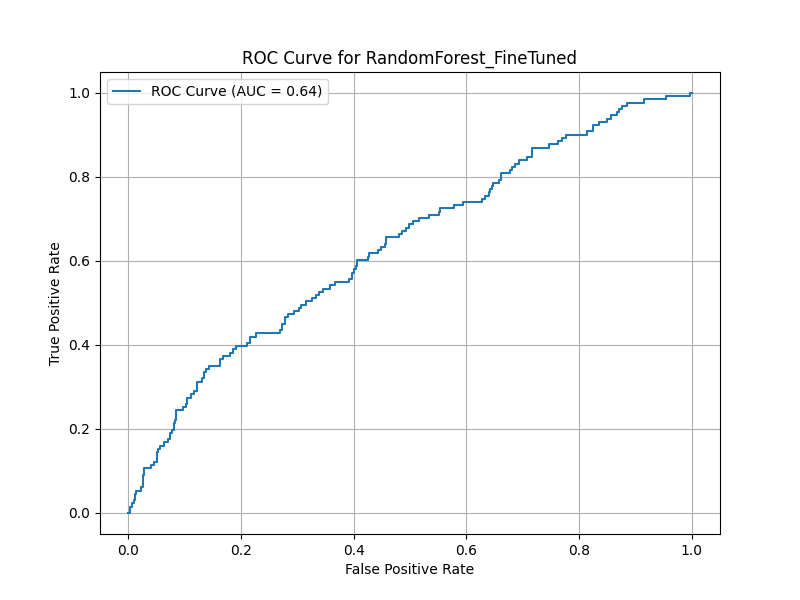 ROC Curve for RandomForest_FineTuned
ROC Curve (AUC = 0.64)
1.0
0.8
0.6
0.4
0.2
0.0
True Positive Rate
0.0 0.2 0.4 0.6 0.8 1.0
False Positive Rate